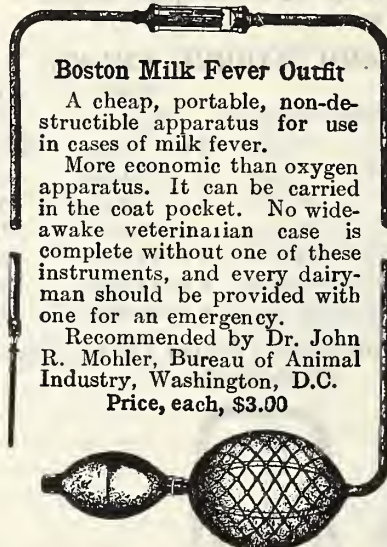 Boston Milk Fever Outfit
A cheap, portable, non-de-
structible apparatus for use
in cases of milk fever.
More economic than oxygen
apparatus. It can be carried
in the coat pocket. No wide-
awake veterinarian case is
complete without one of these
instruments, and every dairy-
man should be provided with
one for an emergency.
Recommended by Dr. John
R. Mohler, Bureau of Animal
Industry, Washington, D.C.
Price, each, $3.00